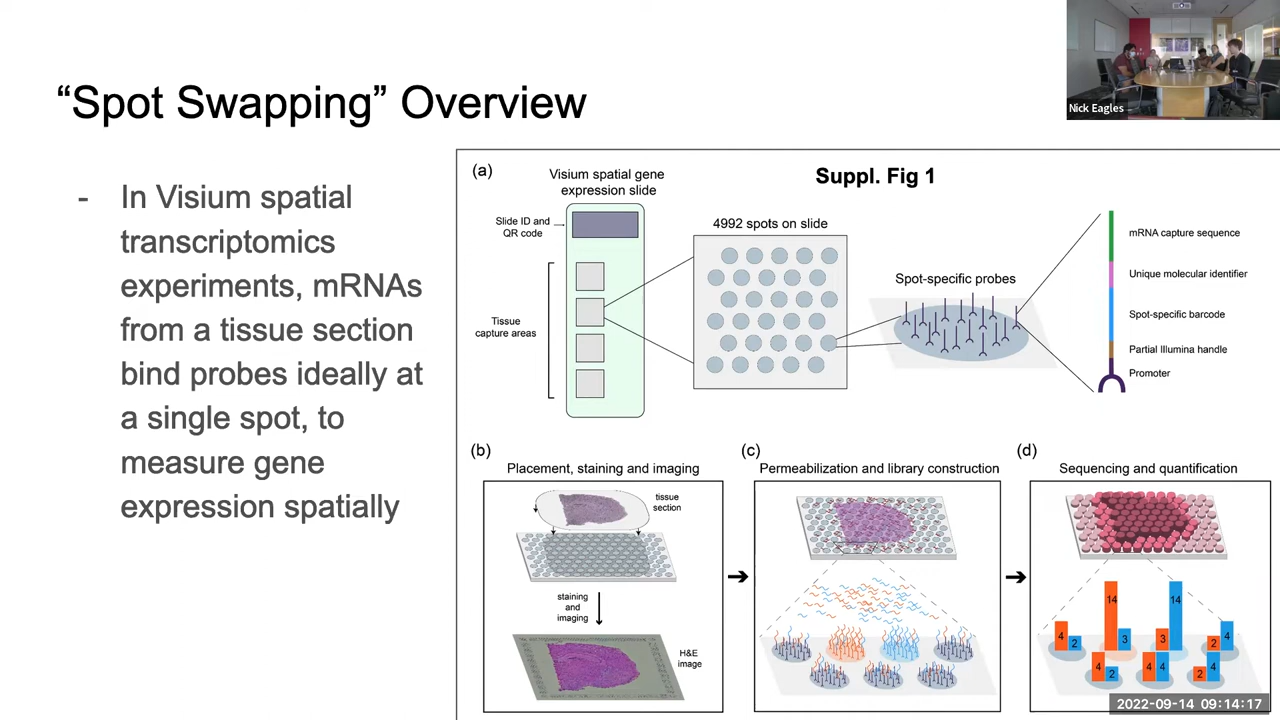 Nick Eagles
“Spot Swapping” Overview
- In Visium spatial
transcriptomics
experiments, mRNAs
from a tissue section
bind probes ideally at
a single spot, to
measure gene
expression spatially
(a)
Suppl. Fig 1
Visium spatial gene
expression slide
Slide ID and
QR code
Tissue
capture areas
4992 spots on slide
Spot-specific probes
mRNA capture sequence
Unique molecular identifier
Spot-specific barcode
Partial Illumina handle
Promoter
(b)
Placement, staining and imaging
tissue
section
staining
and
imaging
H&E
image
(c)
Permeabilization and library construction
(d)
Sequencing and quantification
14
14
4
2
3
3
2
4
4
2
4
4
2
4
2022-09-14 09:14:17